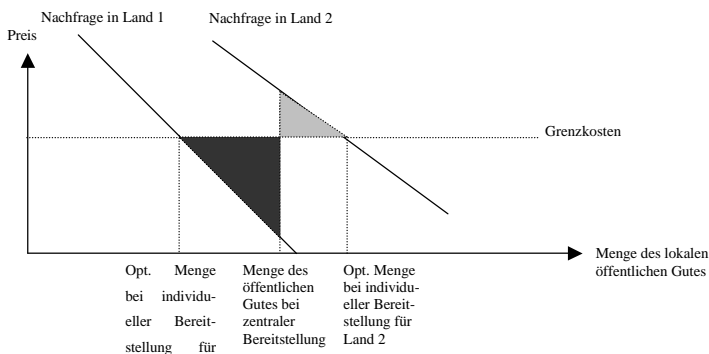 Nachfrage in Land 1
Nachfrage in Land 2
Preis
Grenzkosten
Menge des lokalen
öffentlichen Gutes
Opt. Menge
bei individu-
eller Bereit-
stellung für
Menge des
öffentlichen
Gutes bei
zentraler
Bereitstellung
Opt. Menge
bei individu-
eller Bereit-
stellung für
Land 2